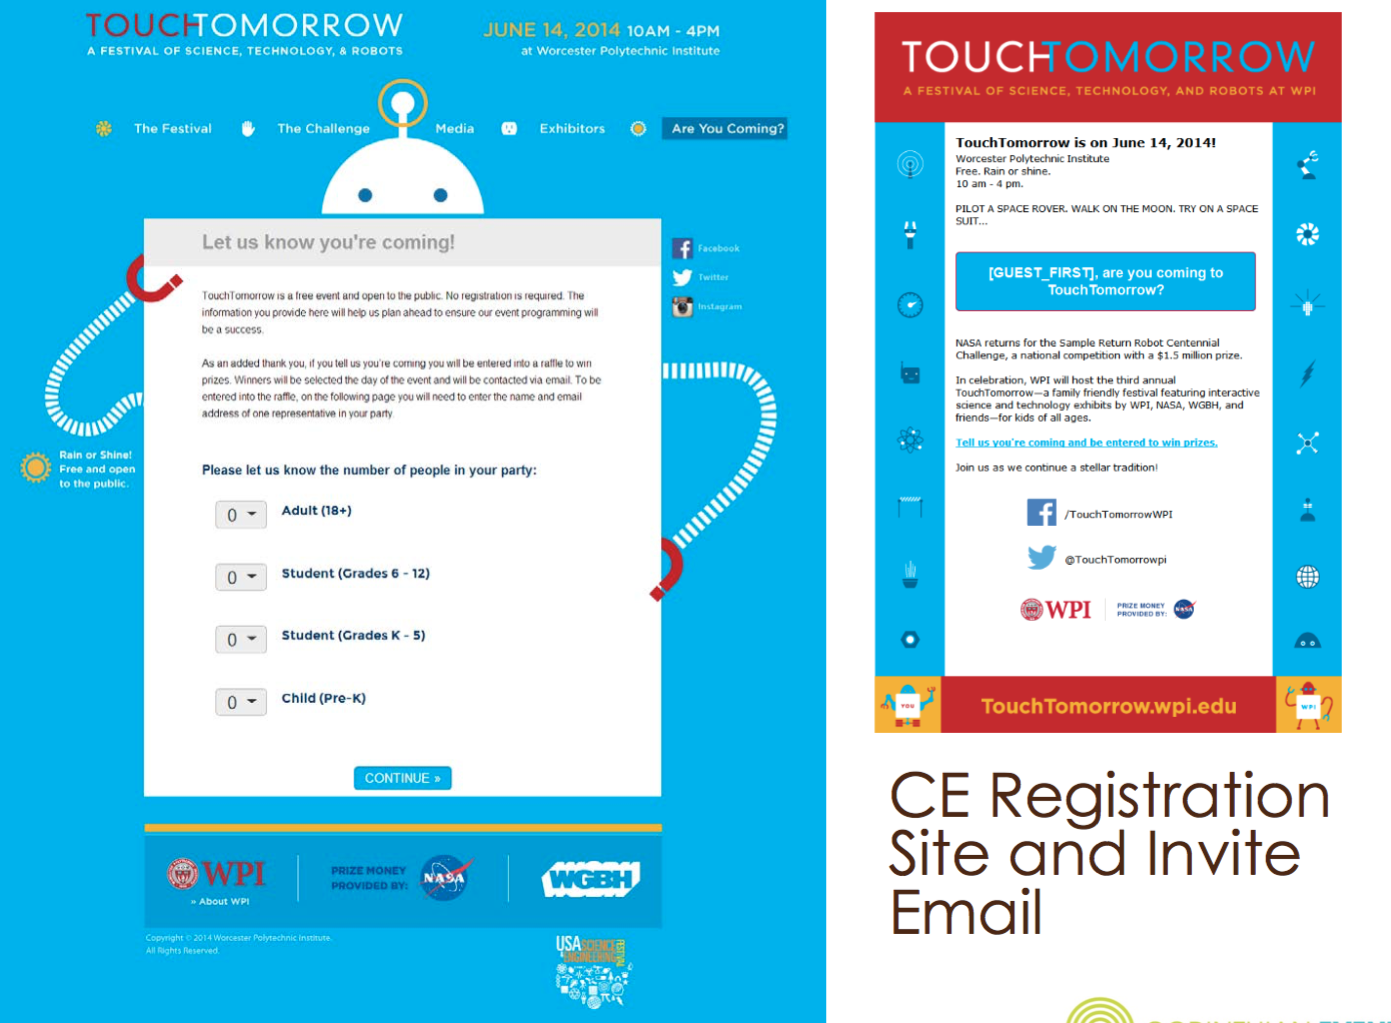 TOUCHTOMORROW
A FESTIVAL OF SCIENCE, TECHNOLOGY, & ROBOTS
JUNE 14, 2014 10AM - 4PM
at Worcester Polytechnic Institute
The Festival
The Challenge
Media
Exhibitors
Are You Coming?
Let us know you're coming!
TouchTomorrow is a free event and open to the public. No registration is required. The
information you provide here will help us plan ahead to ensure our event programming will
be a success.
As an added thank you, if you tell us you're coming you will be entered into a raffle to win
prizes. Winners will be selected the day of the event and will be contacted via email. To be
entered into the raffle, on the following page you will need to enter the name and email
address of one representative in your party.
Facebook
Twitter
Instagram
Rain or Shine!
Free and open
to the public.
Please let us know the number of people in your party:
0 Adult (18+)
0 Student (Grades 6 - 12)
0 Student (Grades K - 5)
0 Child (Pre-K)
CONTINUE »
WPI
» About WPI
PRIZE MONEY
PROVIDED BY:
NASA
WGBH
Copyright © 2014 Worcester Polytechnic Institute.
All Rights Reserved.
USA SCIENCE
& ENGINEERING
FESTIVAL
TOUCHTOMORROW
A FESTIVAL OF SCIENCE, TECHNOLOGY, AND ROBOTS AT WPI
TouchTomorrow is on June 14, 2014!
Worcester Polytechnic Institute
Free. Rain or shine.
10 am - 4 pm.
PILOT A SPACE ROVER. WALK ON THE MOON. TRY ON A SPACE
SUIT...
[GUEST_FIRST], are you coming to
TouchTomorrow?
NASA returns for the Sample Return Robot Centennial
Challenge, a national competition with a $1.5 million prize.
In celebration, WPI will host the third annual
TouchTomorrow—a family friendly festival featuring interactive
science and technology exhibits by WPI, NASA, WGBH, and
friends—for kids of all ages.
Tell us you're coming and be entered to win prizes.
Join us as we continue a stellar tradition!
/TouchTomorrowWPI
@TouchTomorrowpi
WPI
PRIZE MONEY
PROVIDED BY:
NASA
YOU
TouchTomorrow.wpi.edu
WPI
CE Registration
Site and Invite
Email